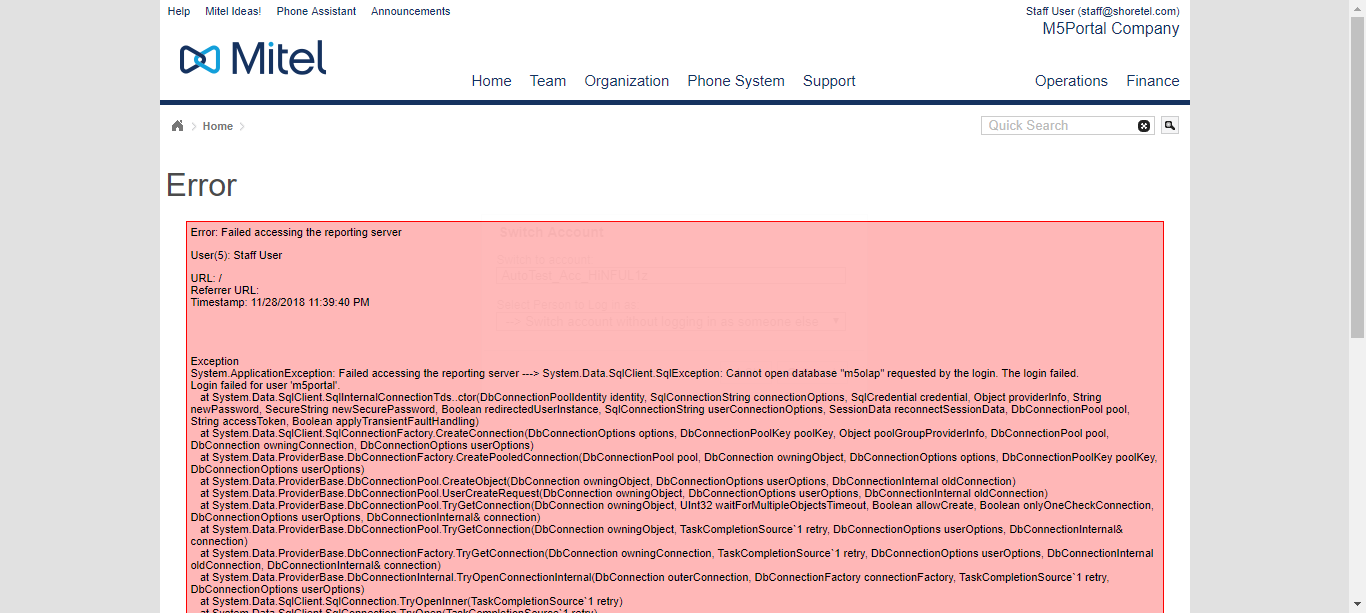 Help Mitel Ideas! Phone Assistant Announcements Staff User (staff@shoretel.com)
M5Portal Company
Mitel
Home Team Organization Phone System Support Operations Finance
Home Quick Search
Error
Error: Failed accessing the reporting server
Switch Account
User(5): Staff User
Switch to account:
URL: /
Referrer URL:
Timestamp: 11/28/2018 11:39:40 PM
--> Switch account without logging in as someone else
Exception
System.ApplicationException: Failed accessing the reporting server ---> System.Data.SqlClient.SqlException: Cannot open database "m5olap" requested by the login. The login failed.
Login failed for user 'm5portal'.
at System.Data.SqlClient.SqlInternalConnectionTds..ctor(DbConnectionPoolIdentity identity, SqlConnectionString connectionOptions, SqlCredential credential, Object providerInfo, String
newPassword, SecureString newSecurePassword, Boolean redirectedUserInstance, SqlConnectionString userConnectionOptions, SessionData reconnectSessionData, DbConnectionPool pool,
String accessToken, Boolean applyTransientFaultHandling)
at System.Data.SqlClient.SqlConnectionFactory.CreateConnection(DbConnectionOptions options, DbConnectionPoolKey poolKey, Object poolGroupProviderInfo, DbConnectionPool pool,
DbConnection owningConnection, DbConnectionOptions userOptions)
at System.Data.ProviderBase.DbConnectionFactory.CreatePooledConnection(DbConnectionPool pool, DbConnection owningObject, DbConnectionOptions options, DbConnectionPoolKey poolKey,
DbConnectionOptions userOptions)
at System.Data.ProviderBase.DbConnectionPool.CreateObject(DbConnection owningObject, DbConnectionOptions userOptions, DbConnectionInternal oldConnection)
at System.Data.ProviderBase.DbConnectionPool.UserCreateRequest(DbConnection owningObject, DbConnectionOptions userOptions, DbConnectionInternal oldConnection)
at System.Data.ProviderBase.DbConnectionPool.TryGetConnection(DbConnection owningObject, UInt32 waitForMultipleObjectsTimeout, Boolean allowCreate, Boolean onlyOneCheckConnection,
DbConnectionOptions userOptions, DbConnectionInternal& connection)
at System.Data.ProviderBase.DbConnectionPool.TryGetConnection(DbConnection owningObject, TaskCompletionSource`1 retry, DbConnectionOptions userOptions, DbConnectionInternal&
connection)
at System.Data.ProviderBase.DbConnectionFactory.TryGetConnection(DbConnection owningConnection, TaskCompletionSource`1 retry, DbConnectionOptions userOptions, DbConnectionInternal
oldConnection, DbConnectionInternal& connection)
at System.Data.ProviderBase.DbConnectionInternal.TryOpenConnectionInternal(DbConnection outerConnection, DbConnectionFactory connectionFactory, TaskCompletionSource`1 retry,
DbConnectionOptions userOptions)
at System.Data.SqlClient.SqlConnection.TryOpenInner(TaskCompletionSource`1 retry)
at System.Data.SqlClient.SqlConnection.TryOpen(TaskCompletionSource`1 retry)